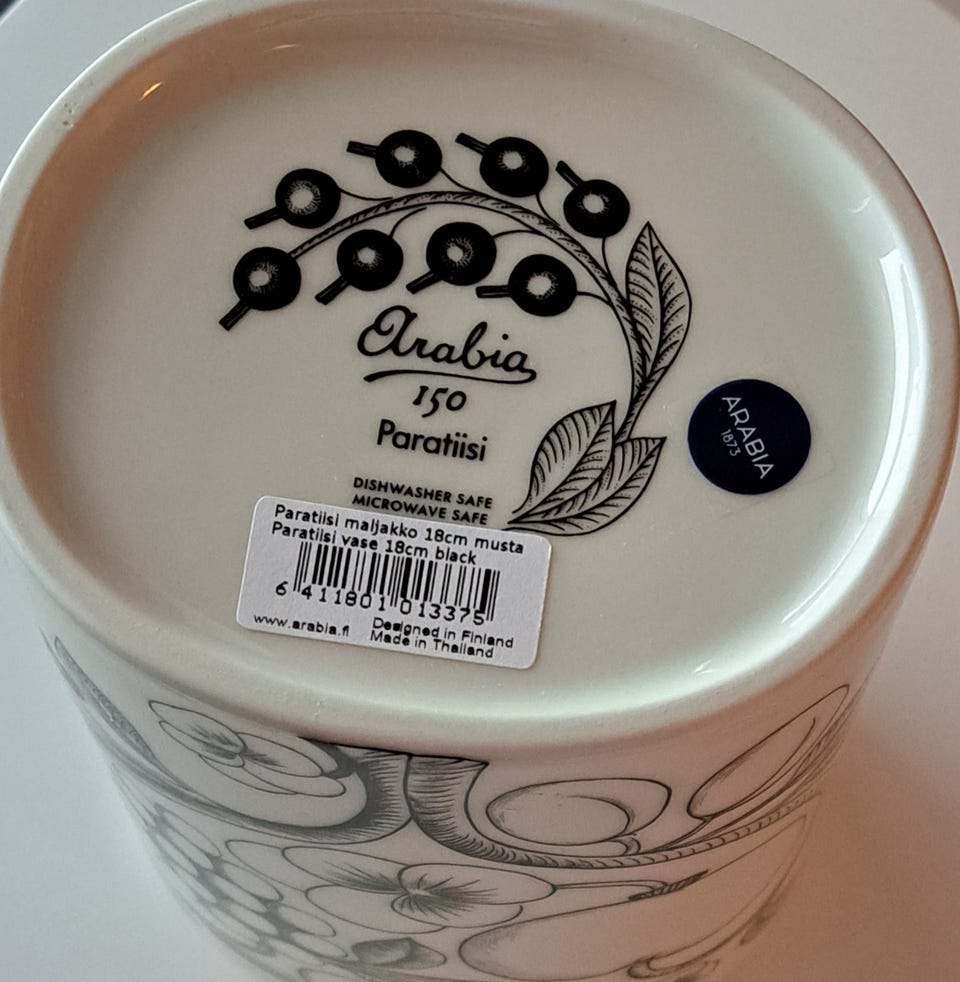 Arabia
150
Paratiisi
DISHWASHER SAFE
MICROWAVE SAFE
ARABIA
1873
Paratiisi maljakko 18cm musta
Paratiisi vase 18cm black
6 411801 013375
www.arabia.fi
Designed in Finland
Made in Thailand